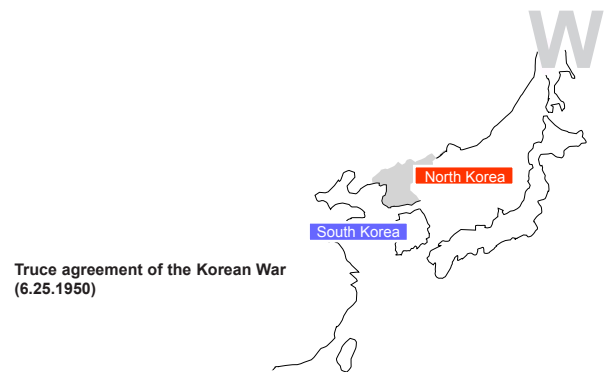 W
North Korea
South Korea
Truce agreement of the Korean War
(6.25.1950)